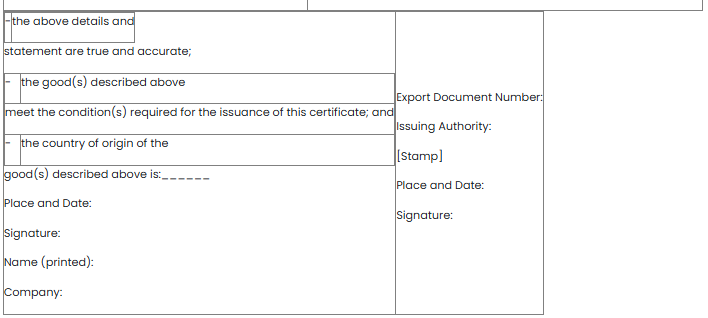 -the above details and
statement are true and accurate;
- the good(s) described above
meet the condition(s) required for the issuance of this certificate; and
- the country of origin of the
good(s) described above is:______
Place and Date:
Signature:
Name (printed):
Company:
Export Document Number:
Issuing Authority:
[Stamp]
Place and Date:
Signature: